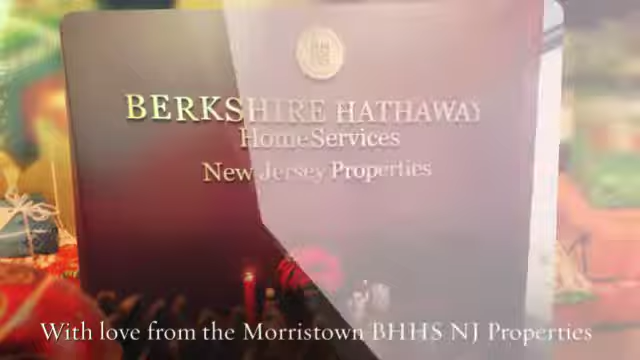 BERKSHIRE HATHAWAY
HomeServices
New Jersey Properties
With love from the Morristown BHHS NJ Properties